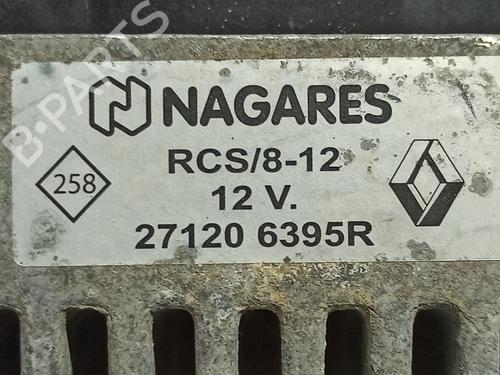 NAGARES
RCS/8-12
258
12 V.
27120 6395R
B-PARTS